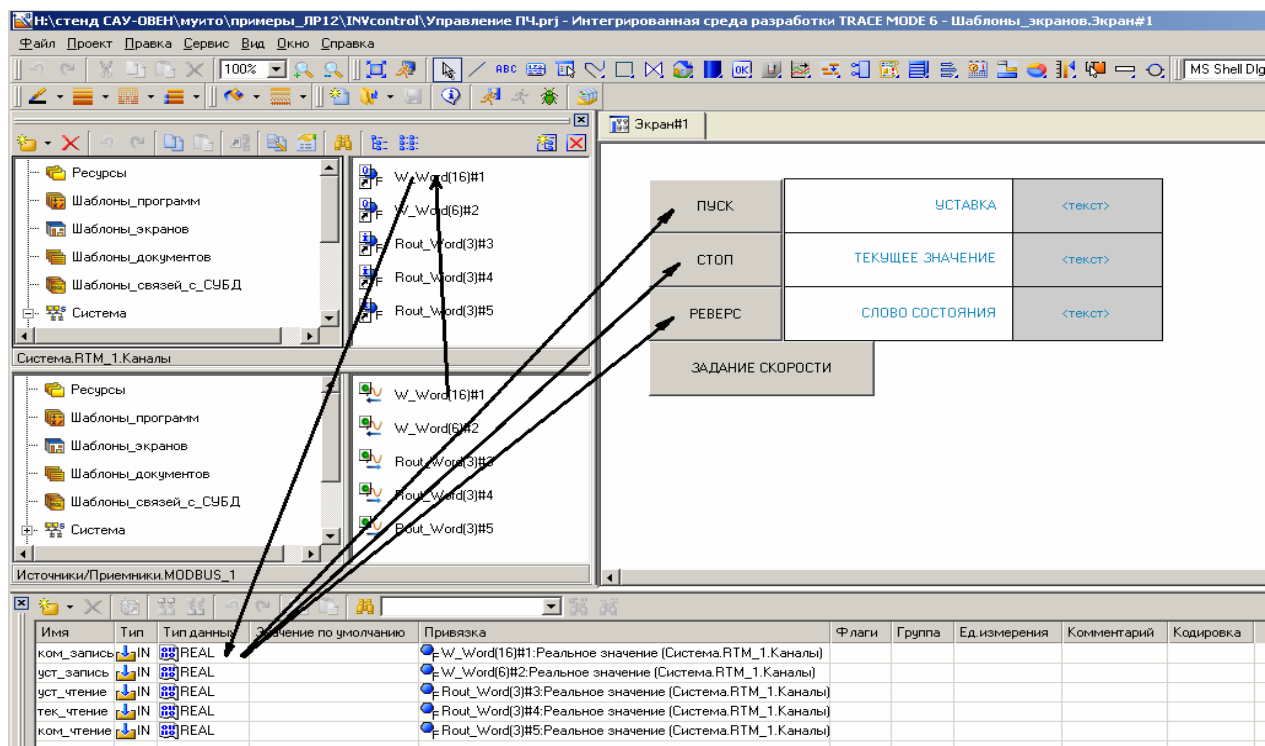 H:\стенд САУ-ОВЕН\муито\примеры_ЛР12\INYcontrol\Управление ПЧ.prj - Интегрированная среда разработки TRACE MODE 6 - Шаблоны_экранов.Экран#1
Файл Проект Правка Сервис Вид Окно Справка
100% ABC OK MS Shell Dlg
Экран#1
Ресурсы
Шаблоны_программ
Шаблоны_экранов
Шаблоны_документов
Шаблоны_связей_с_СУБД
Система
W_Word(16)#1
W_Word(6)#2
Rout_Word(3)#3
Rout_Word(3)#4
Rout_Word(3)#5
Система.RTM_1.Каналы
Ресурсы
Шаблоны_программ
Шаблоны_экранов
Шаблоны_документов
Шаблоны_связей_с_СУБД
Система
W_Word(16)#1
W_Word(6)#2
Rout_Word(3)#3
Rout_Word(3)#4
Rout_Word(3)#5
Источники/Приемники.MODBUS_1
ПУСК УСТАВКА <текст>
СТОП ТЕКУЩЕЕ ЗНАЧЕНИЕ <текст>
РЕВЕРС СЛОВО СОСТОЯНИЯ <текст>
ЗАДАНИЕ СКОРОСТИ
Имя Тип Тип данных Значение по умолчанию Привязка Флаги Группа Ед.измерения Комментарий Кодировка
ком_запись IN REAL W_Word(16)#1:Реальное значение (Система.RTM_1.Каналы)
уст_запись IN REAL W_Word(6)#2:Реальное значение (Система.RTM_1.Каналы)
уст_чтение IN REAL Rout_Word(3)#3:Реальное значение (Система.RTM_1.Каналы)
тек_чтение IN REAL Rout_Word(3)#4:Реальное значение (Система.RTM_1.Каналы)
ком_чтение IN REAL Rout_Word(3)#5:Реальное значение (Система.RTM_1.Каналы)